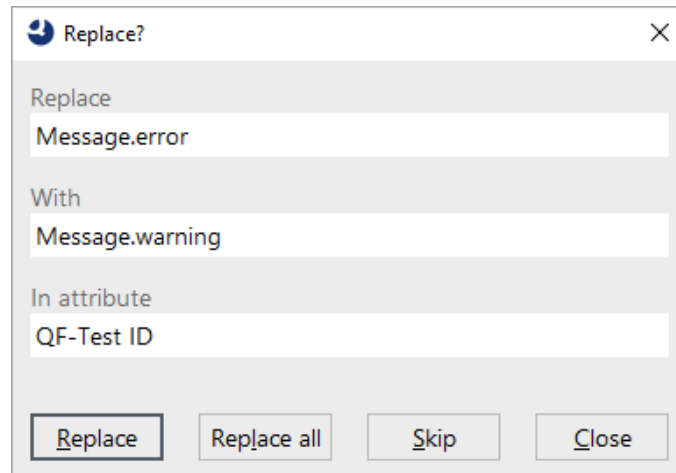 Replace?
Replace
Message.error
With
Message.warning
In attribute
QF-Test ID
Replace Replace all Skip Close